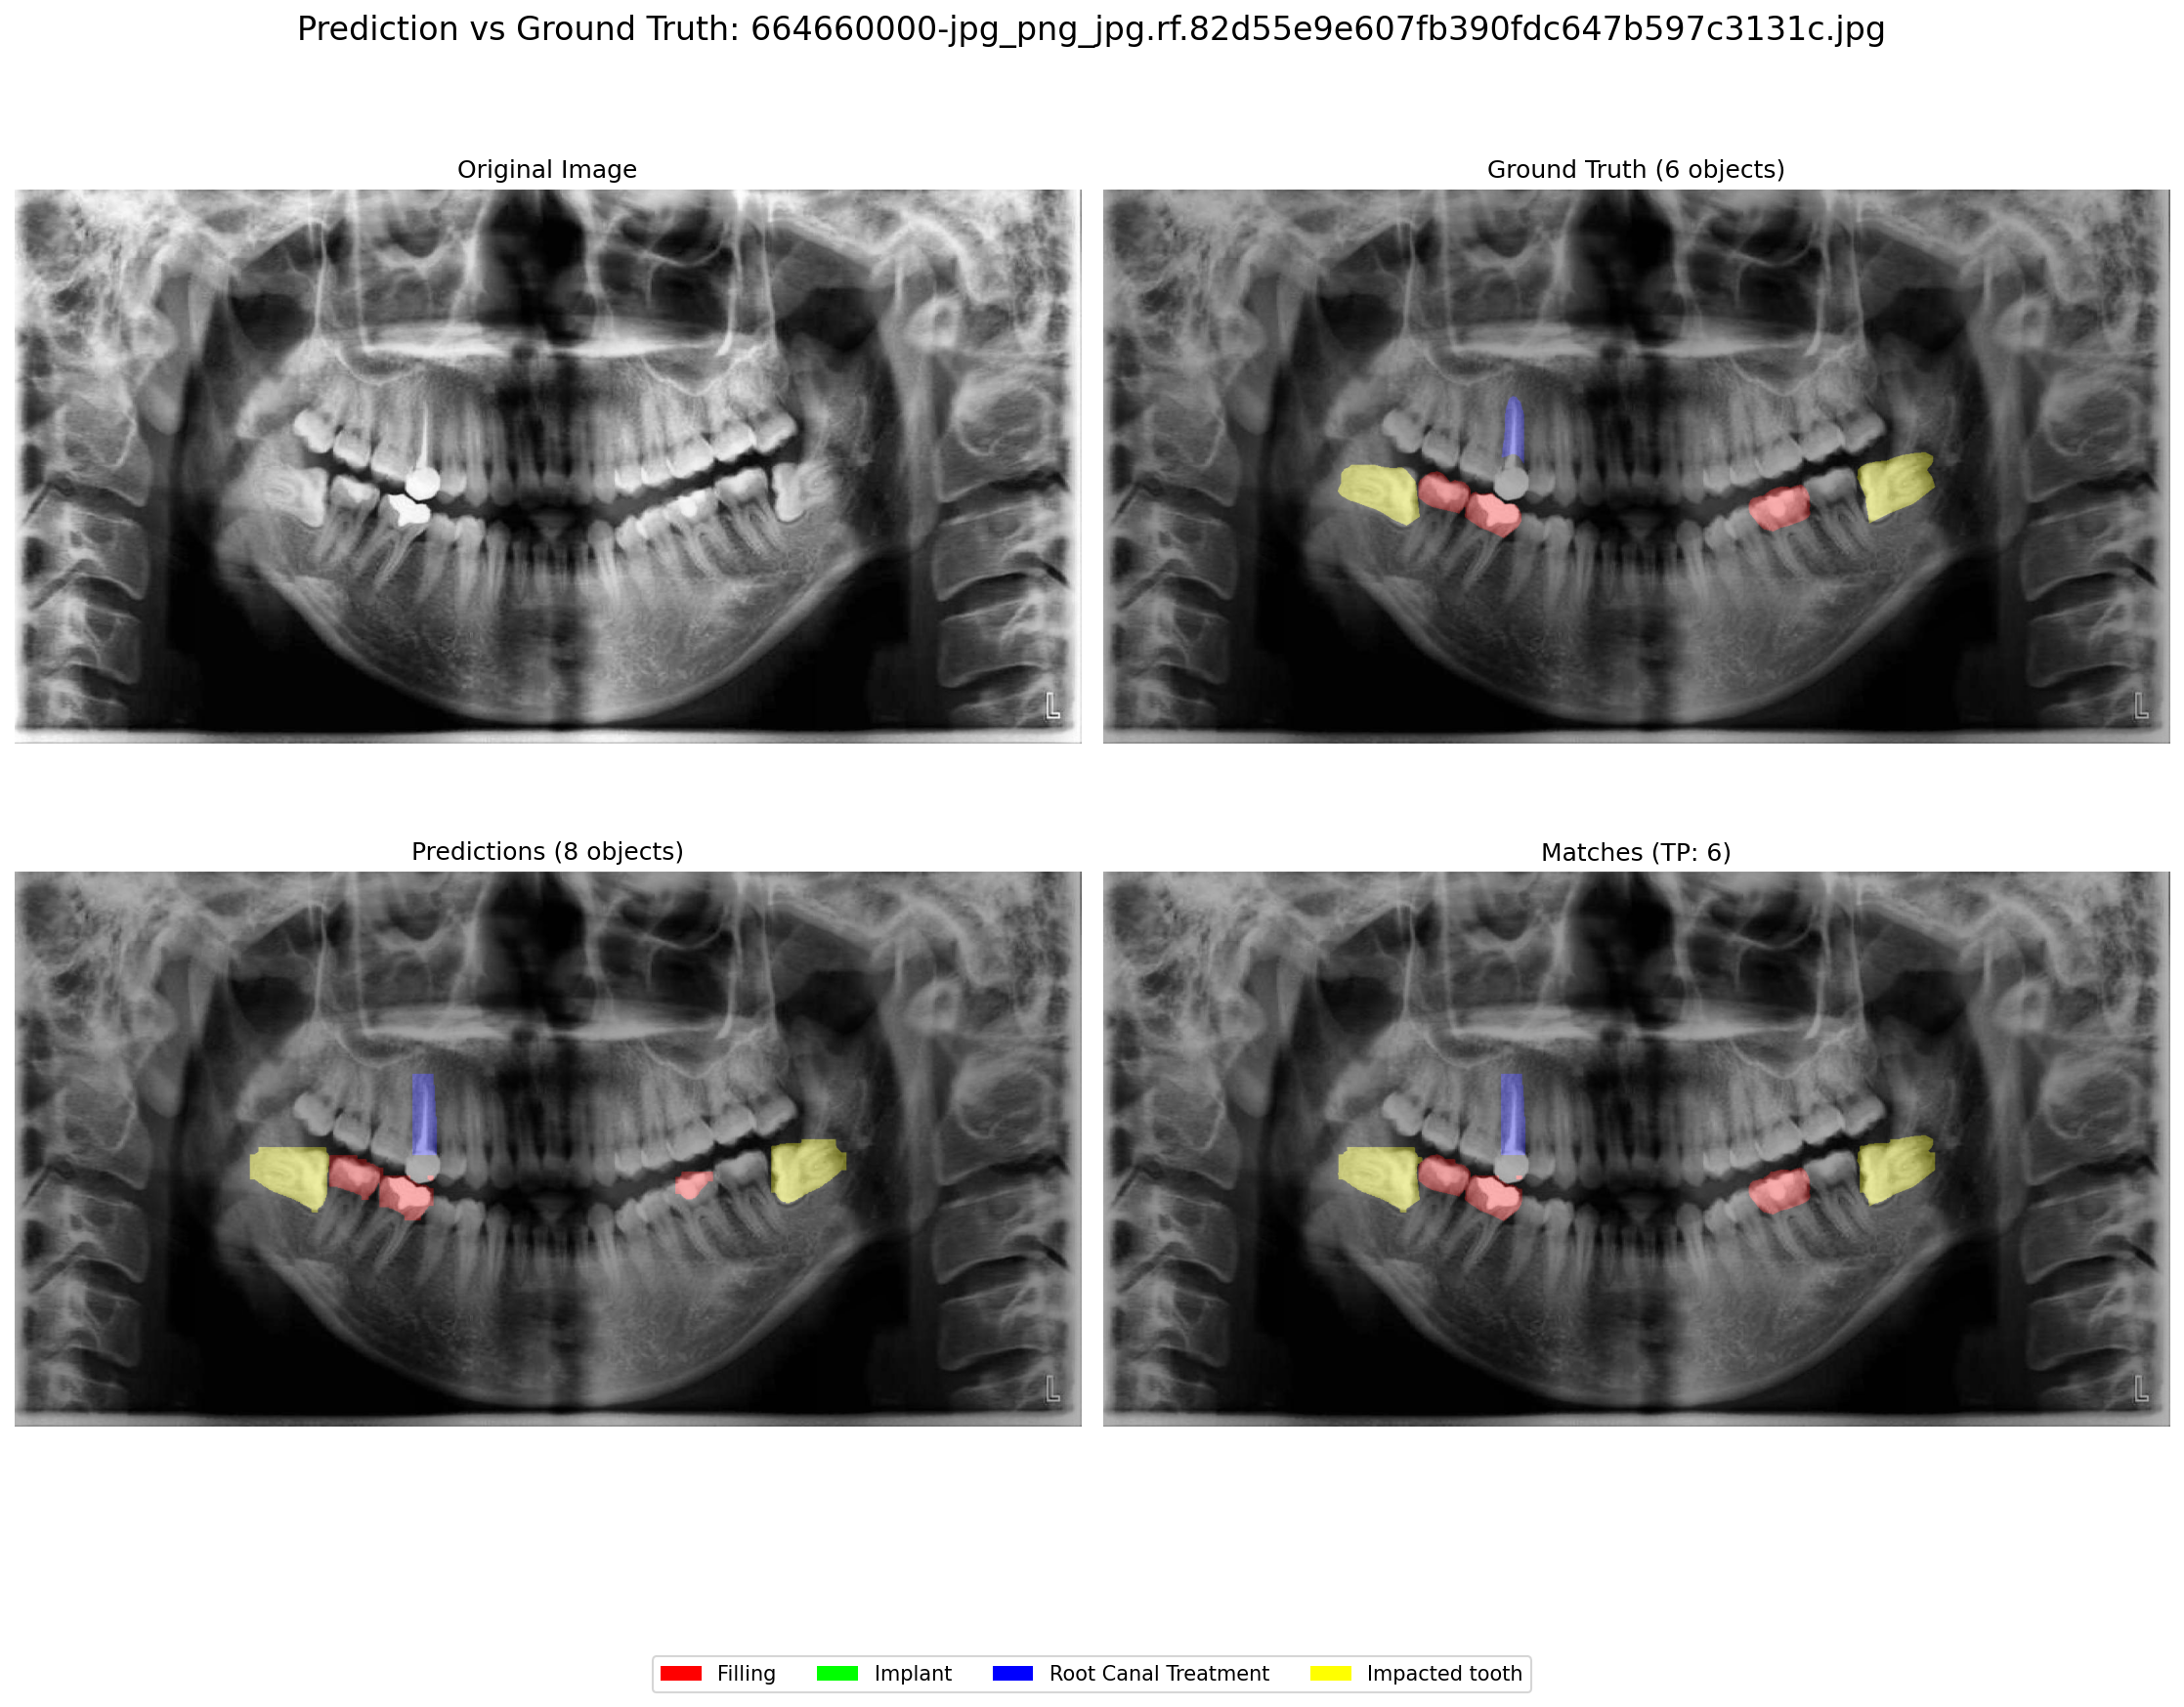 Prediction vs Ground Truth: 664660000-jpg_png_jpg.rf.82d55e9e607fb390fdc647b597c3131c.jpg
Original Image
Ground Truth (6 objects)
L
L
Predictions (8 objects)
Matches (TP: 6)
L
L
Filling
Implant
Root Canal Treatment
Impacted tooth